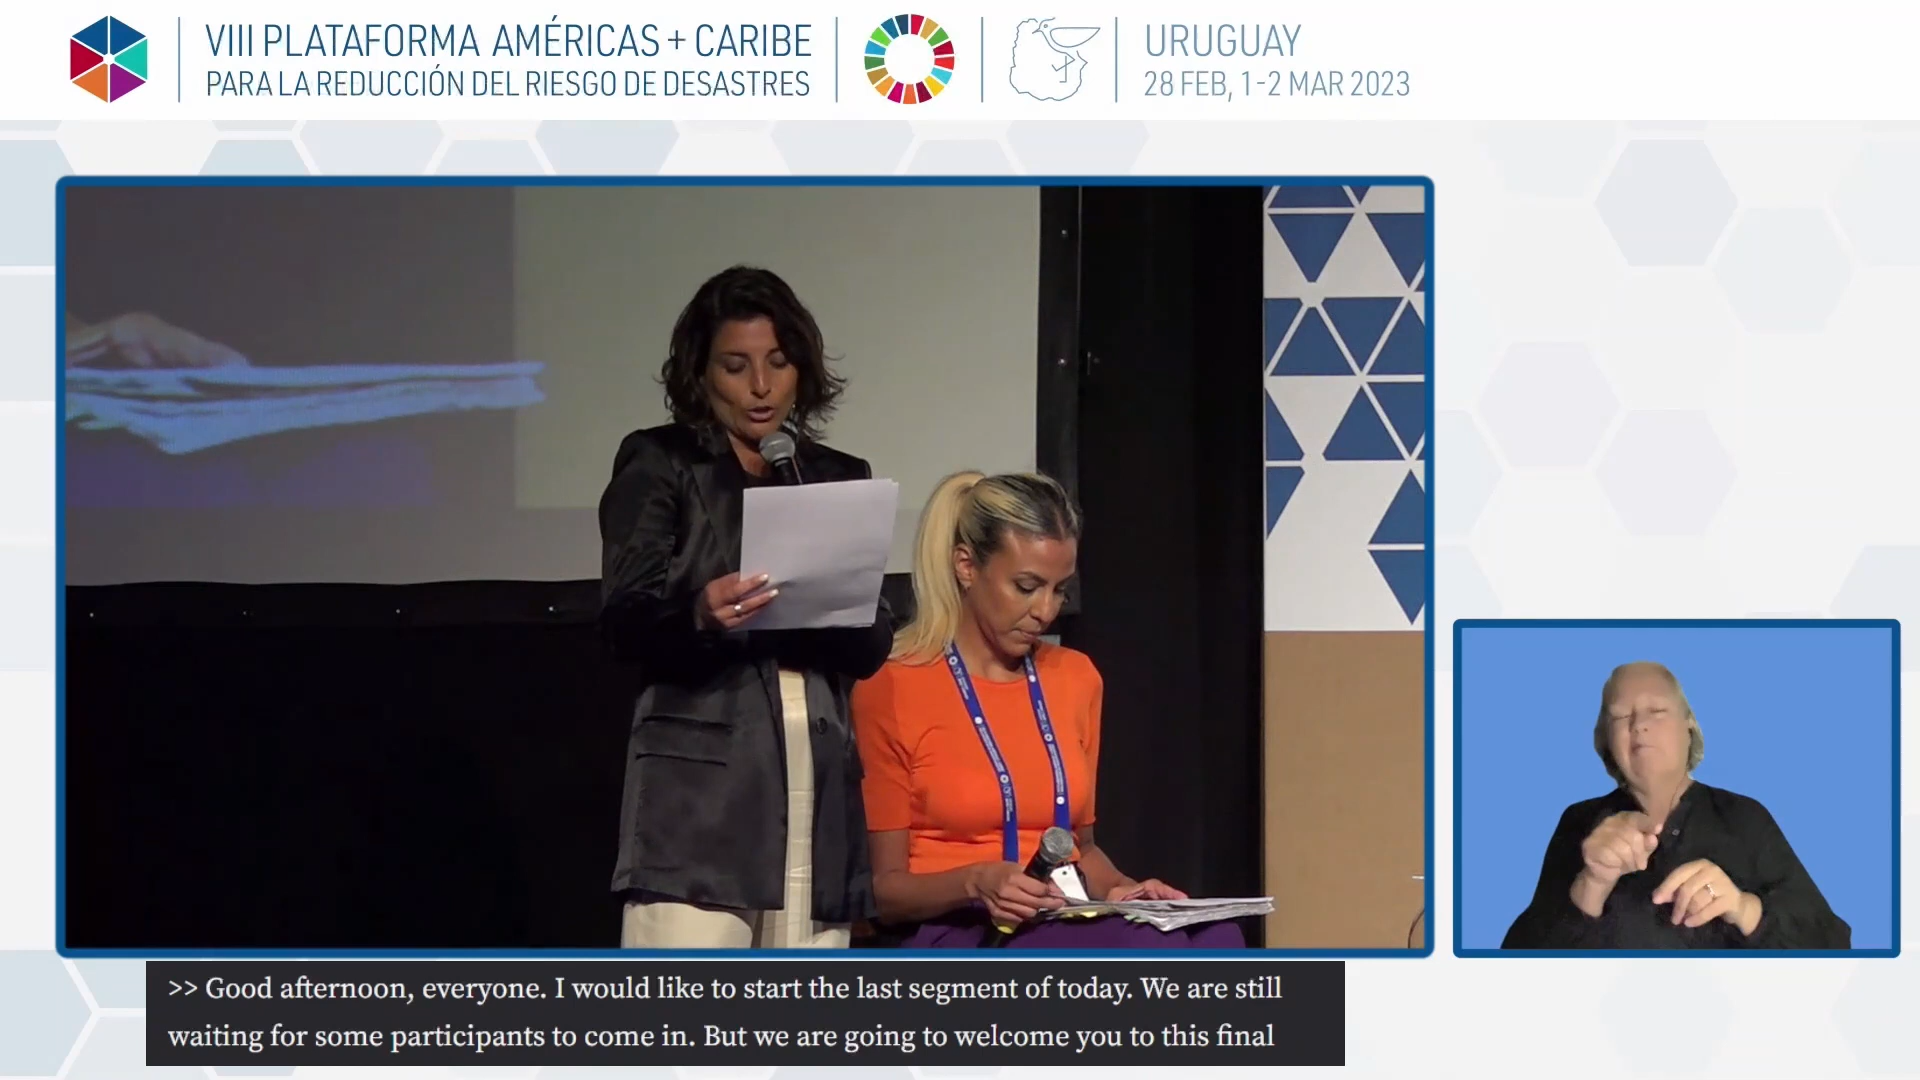 VIII PLATAFORMA AMÉRICAS + CARIBE
PARA LA REDUCCIÓN DEL RIESGO DE DESASTRES
URUGUAY
28 FEB, 1-2 MAR 2023
>> Good afternoon, everyone. I would like to start the last segment of today. We are still
waiting for some participants to come in. But we are going to welcome you to this final